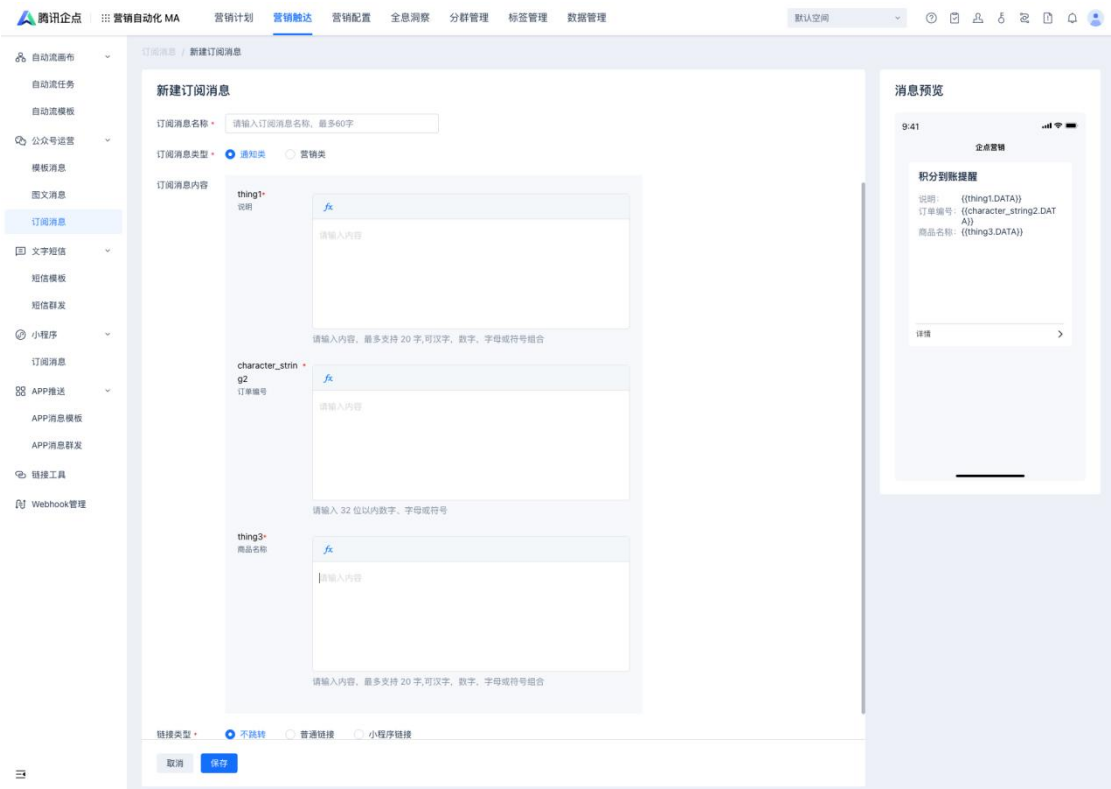 腾讯企点 营销自动化 MA 营销计划 营销触达 营销配置 全息洞察 分群管理 标签管理 数据管理 默认空间
自动流画布
自动流任务
自动流模板
公众号运营
模板消息
图文消息
订阅消息
文字短信
短信模板
短信群发
小程序
订阅消息
APP推送
APP消息模板
APP消息群发
链接工具
Webhook管理
订阅消息 / 新建订阅消息
新建订阅消息
订阅消息名称 * 请输入订阅消息名称，最多60字
订阅消息类型 * 通知类 营销类
订阅消息内容
thing1*
说明
fx
请输入内容
请输入内容，最多支持 20 字,可汉字，数字，字母或符号组合
character_strin *
g2
订单编号
fx
请输入内容
请输入 32 位以内数字，字母或符号
thing3*
商品名称
fx
请输入内容
请输入内容，最多支持 20 字,可汉字，数字，字母或符号组合
链接类型 * 不跳转 普通链接 小程序链接
取消 保存
消息预览
9:41
企点营销
积分到账提醒
说明: {{thing1.DATA}}
订单编号: {{character_string2.DAT
A}}
商品名称: {{thing3.DATA}}
详情